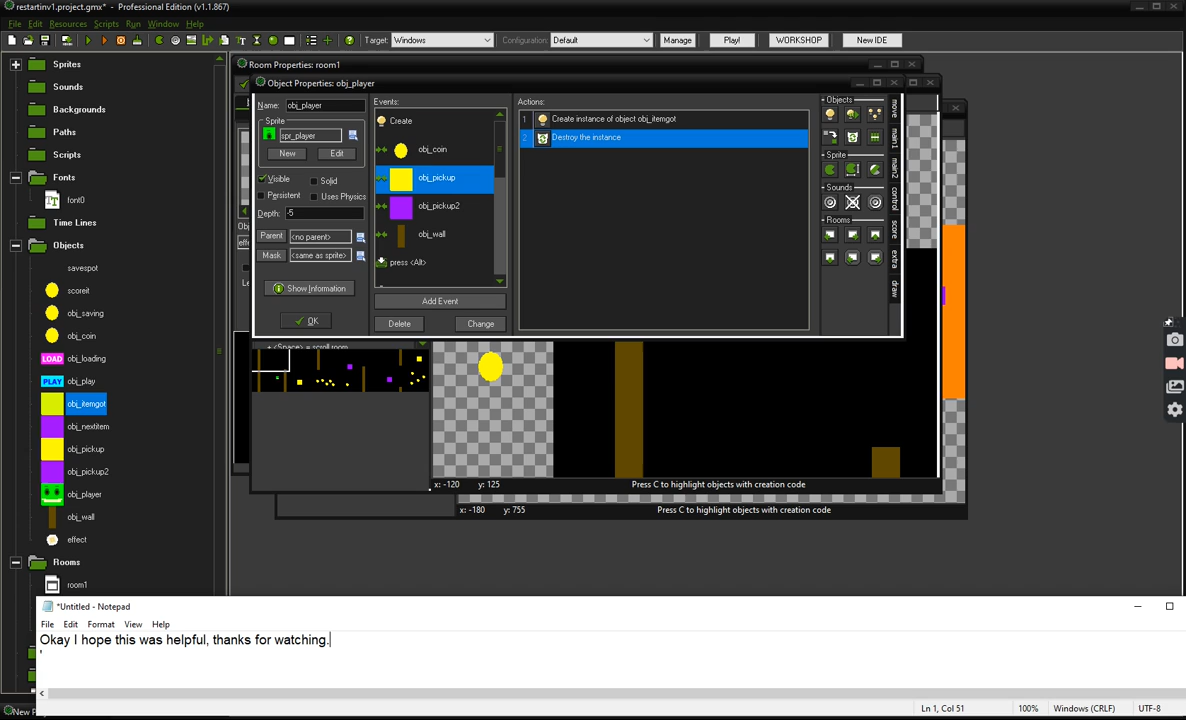 restartinv1.project.gmx* - Professional Edition (v1.1.867)
File Edit Resources Scripts Run Window Help
Target: Windows Configuration: Default Manage Play! WORKSHOP New IDE
Sprites
Sounds
Backgrounds
Paths
Scripts
Fonts
font0
Time Lines
Objects
savespot
scoreit
obj_saving
obj_coin
obj_loading
obj_play
obj_itemgot
obj_nextitem
obj_pickup
obj_pickup2
obj_player
obj_wall
effect
Rooms
room1
LOAD
PLAY
Room Properties: room1
Object Properties: obj_player
Name: obj_player
Sprite
spr_player
New Edit
Visible Solid
Persistent Uses Physics
Depth: -5
Parent <no parent>
Mask <same as sprite>
Show Information
OK
Events:
Create
obj_coin
obj_pickup
obj_pickup2
obj_wall
press <Alt>
Add Event
Delete Change
Actions:
1 Create instance of object obj_itemgot
2 Destroy the instance
Objects
Sprite
Sounds
Rooms
move
main1
main2
control
score
extra
draw
+ <Space> = scroll room
x: -120 y: 125 Press C to highlight objects with creation code
x: -180 y: 755 Press C to highlight objects with creation code
*Untitled - Notepad
File Edit Format View Help
Okay I hope this was helpful, thanks for watching.
'
Ln 1, Col 51 100% Windows (CRLF) UTF-8